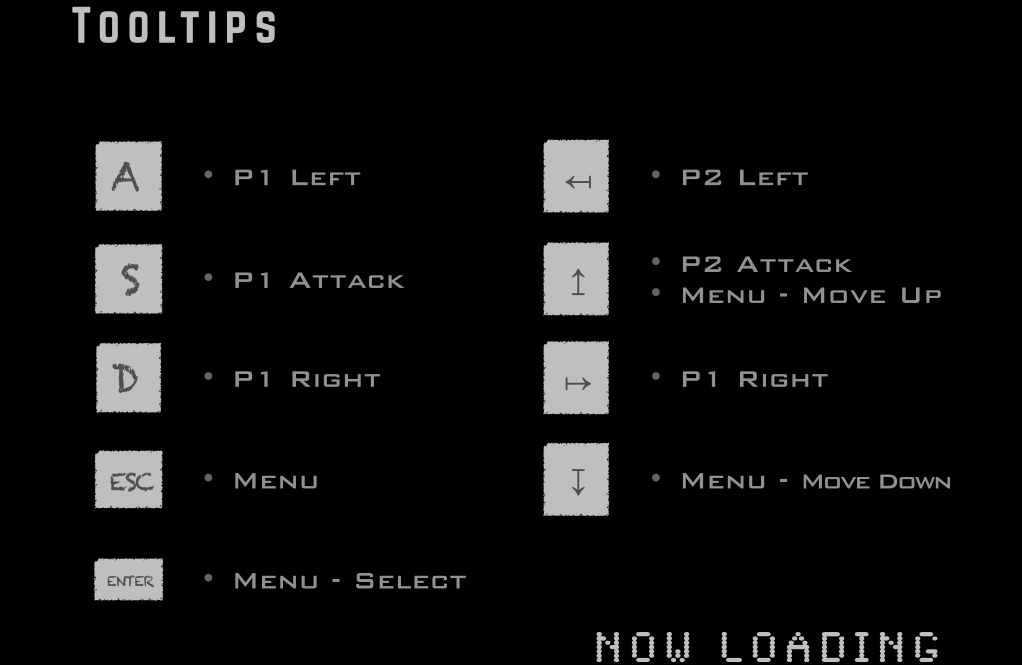 Tooltips
A • P1 Left
S • P1 Attack
D • P1 Right
ESC • Menu
ENTER • Menu - Select
↤ • P2 Left
↥ • P2 Attack
• Menu - Move Up
↦ • P1 Right
↧ • Menu - Move Down
NOW LOADING